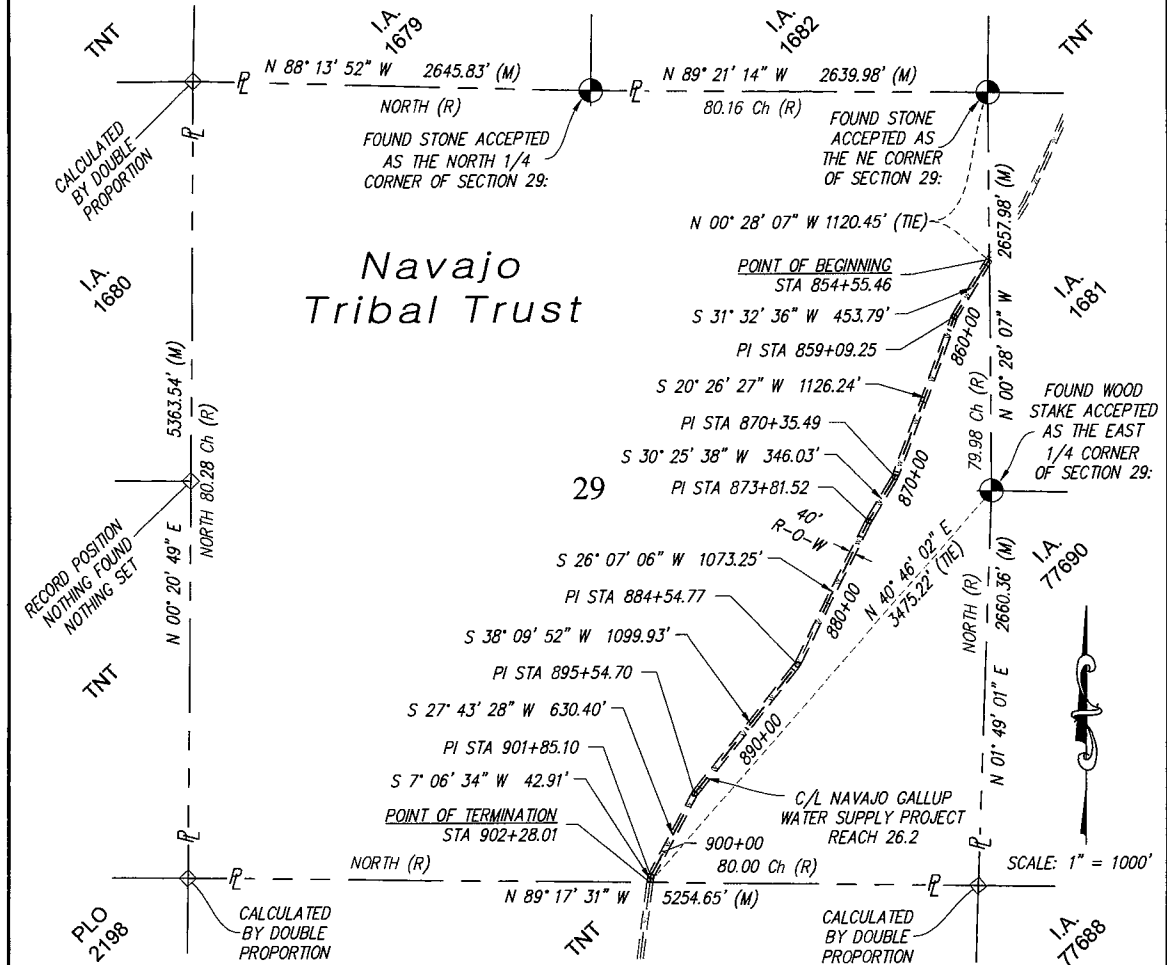 TNT
I.A.
1679
I.A.
1682
TNT
N 88° 13' 52" W 2645.83' (M)
N 89° 21' 14" W 2639.98' (M)
NORTH (R)
80.16 Ch (R)
CALCULATED
BY DOUBLE
PROPORTION
FOUND STONE ACCEPTED
AS THE NORTH 1/4
CORNER OF SECTION 29:
FOUND STONE
ACCEPTED AS
THE NE CORNER
OF SECTION 29:
N 00° 28' 07" W 1120.45' (TIE)
2657.98' (M)
N 00° 28' 07" W
79.98 Ch (R)
Navajo
Tribal Trust
I.A.
1680
I.A.
1681
POINT OF BEGINNING
STA 854+55.46
S 31° 32' 36" W 453.79'
PI STA 859+09.25
860+00
S 20° 26' 27" W 1126.24'
PI STA 870+35.49
870+00
S 30° 25' 38" W 346.03'
PI STA 873+81.52
FOUND WOOD
STAKE ACCEPTED
AS THE EAST
1/4 CORNER
OF SECTION 29:
5363.54' (M)
N 00° 20' 49" E
NORTH 80.28 Ch (R)
29
40'
R-O-W
RECORD POSITION
NOTHING FOUND
NOTHING SET
S 26° 07' 06" W 1073.25'
880+00
N 40° 46' 02" E
3475.22' (TIE)
I.A.
77690
PI STA 884+54.77
NORTH (R)
2660.36' (M)
N 01° 49' 01" E
TNT
S 38° 09' 52" W 1099.93'
PI STA 895+54.70
890+00
S 27° 43' 28" W 630.40'
PI STA 901+85.10
S 7° 06' 34" W 42.91'
C/L NAVAJO GALLUP
WATER SUPPLY PROJECT
REACH 26.2
POINT OF TERMINATION
STA 902+28.01
900+00
NORTH (R)
80.00 Ch (R)
SCALE: 1" = 1000'
N 89° 17' 31" W 5254.65' (M)
PLO
2198
CALCULATED
BY DOUBLE
PROPORTION
TNT
CALCULATED
BY DOUBLE
PROPORTION
I.A.
77688